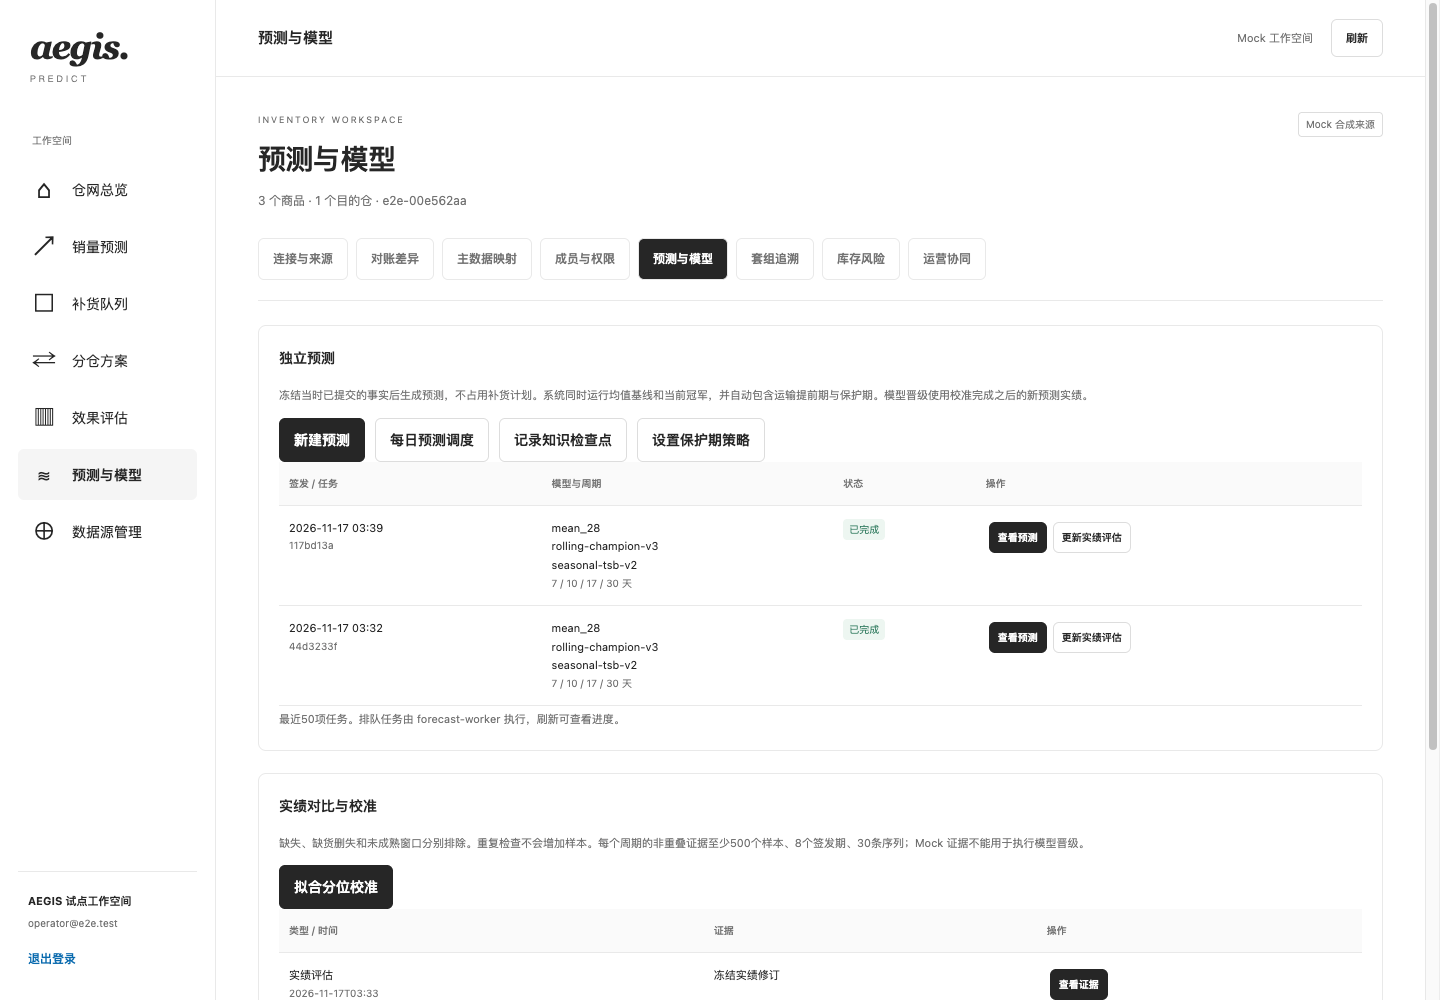 aegis.
PREDICT
工作空间
仓网总览
销量预测
补货队列
分仓方案
效果评估
预测与模型
数据源管理
AEGIS 试点工作空间
operator@e2e.test
退出登录
预测与模型
Mock 工作空间
刷新
INVENTORY WORKSPACE
Mock 合成来源
预测与模型
3 个商品 · 1 个目的仓 · e2e-00e562aa
连接与来源
对账差异
主数据映射
成员与权限
预测与模型
套组追溯
库存风险
运营协同
独立预测
冻结当时已提交的事实后生成预测，不占用补货计划。系统同时运行均值基线和当前冠军，并自动包含运输提前期与保护期。模型晋级使用校准完成之后的新预测实绩。
新建预测
每日预测调度
记录知识检查点
设置保护期策略
签发 / 任务
模型与周期
状态
操作
2026-11-17 03:39
117bd13a
mean_28
rolling-champion-v3
seasonal-tsb-v2
7 / 10 / 17 / 30 天
已完成
查看预测
更新实绩评估
2026-11-17 03:32
44d3233f
mean_28
rolling-champion-v3
seasonal-tsb-v2
7 / 10 / 17 / 30 天
已完成
查看预测
更新实绩评估
最近50项任务。排队任务由 forecast-worker 执行，刷新可查看进度。
实绩对比与校准
缺失、缺货删失和未成熟窗口分别排除。重复检查不会增加样本。每个周期的非重叠证据至少500个样本、8个签发期、30条序列；Mock 证据不能用于执行模型晋级。
拟合分位校准
类型 / 时间
证据
操作
实绩评估
2026-11-17T03:33
冻结实绩修订
查看证据